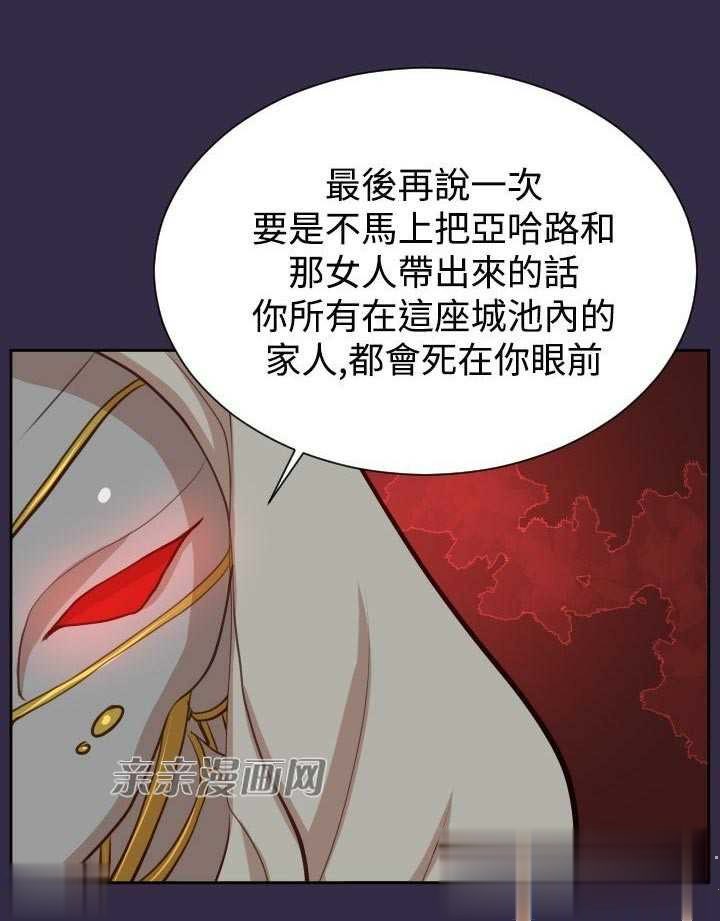 最後再說一次
要是不馬上把亞哈路和
那女人帶出來的話
你所有在這座城池內的
家人,都會死在你眼前
亲亲漫画网